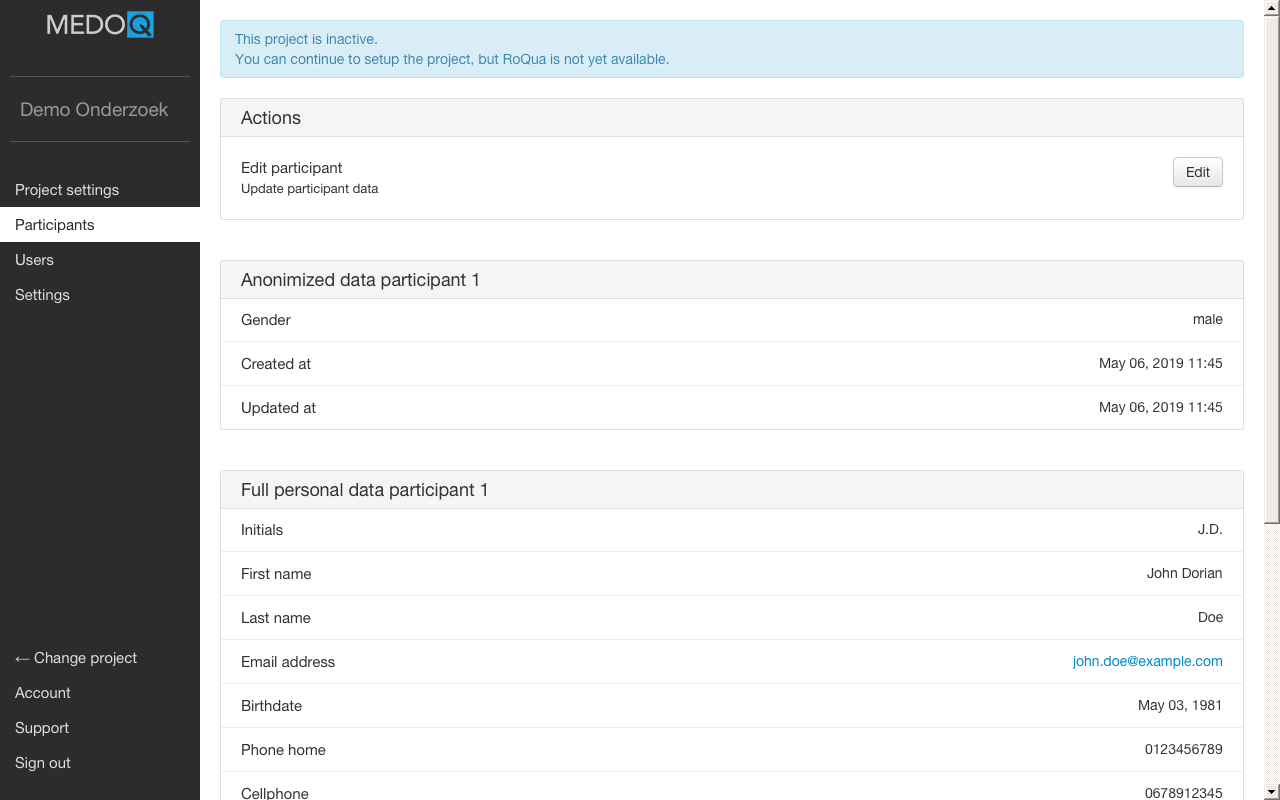 MEDOQ
Demo Onderzoek
Project settings
Participants
Users
Settings
← Change project
Account
Support
Sign out
This project is inactive.
You can continue to setup the project, but RoQua is not yet available.
Actions
Edit participant
Update participant data
Edit
Anonimized data participant 1
Gender male
Created at May 06, 2019 11:45
Updated at May 06, 2019 11:45
Full personal data participant 1
Initials J.D.
First name John Dorian
Last name Doe
Email address john.doe@example.com
Birthdate May 03, 1981
Phone home 0123456789
Cellphone 0678912345